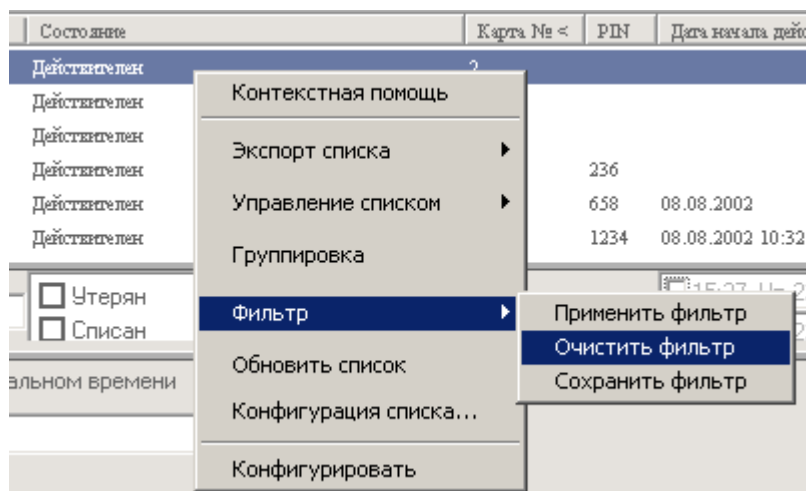 Состояние Карта № < PIN Дата начала дейс
Действителен 2
Действителен
Действителен
Действителен 236
Действителен 658 08.08.2002
Действителен 1234 08.08.2002 10:32
Контекстная помощь
Экспорт списка
Управление списком
Группировка
Фильтр
Обновить список
Конфигурация списка...
Конфигурировать
Применить фильтр
Очистить фильтр
Сохранить фильтр
Утерян
Списан
альном времени